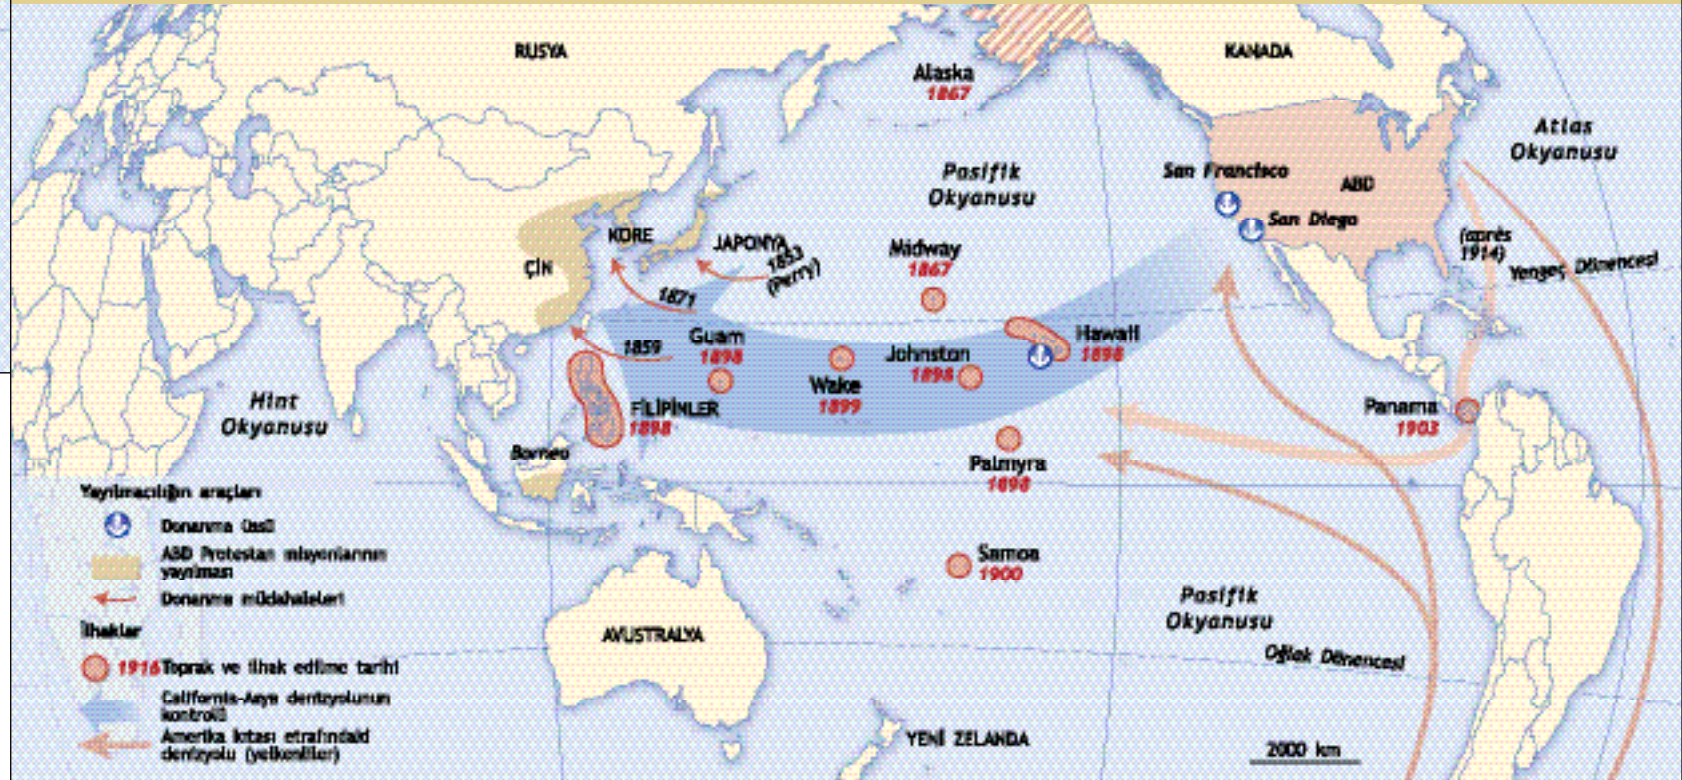 RUSYA
KANADA
Alaska
1867
Atlas
Okyanusu
Pasifik
Okyanusu
San Francisco
ABD
San Diego
KORE
JAPONYA
1853
(Perry)
ÇİN
Midway
1867
(après
1914)
Yengeç Dönencesi
1871
Guam
1898
1859
Hawaii
1898
Johnston
1898
Wake
1899
Hint
Okyanusu
FİLİPİNLER
1898
Panama
1903
Borneo
Palmyra
1898
Yayılmacılığın araçları
Donanma üssü
ABD Protestan misyonlarının
yayılması
Donanma müdahaleleri
İlhaklar
1916 Toprak ve ilhak edilme tarihi
California-Asya denizyolunun
kontrolü
Amerika kıtası etrafındaki
denizyolu (yelkenliler)
Samoa
1900
Pasifik
Okyanusu
AVUSTRALYA
Oğlak Dönencesi
YENİ ZELANDA
2000 km